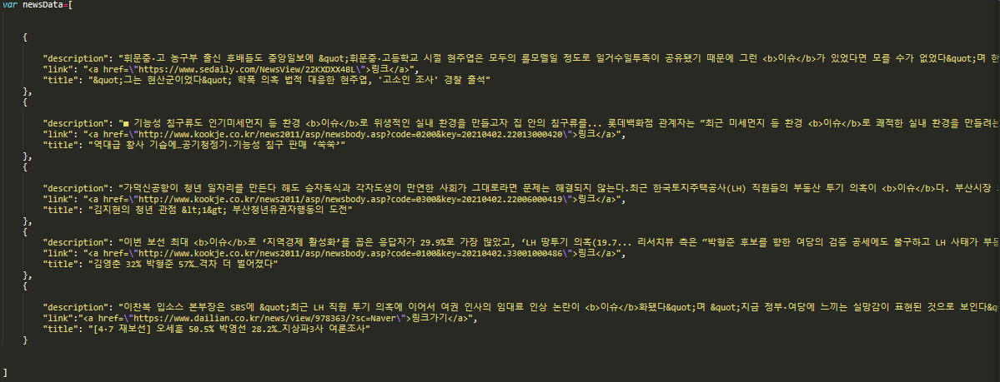 var newsData=[
{
"description": "휘문중·고 농구부 출신 후배들도 중앙일보에 &quot;휘문중·고등학교 시절 현주엽은 모두의 롤모델일 정도로 일거수일투족이 공유됐기 때문에 그런 <b>이슈</b>가 있었다면 모를 수가 없었다&quot;며
"link": "<a href=\"https://www.sedaily.com/NewsView/22KXDXX4BL\">링크</a>",
"title": "&quot;그는 현산군이었다&quot; 학폭 의혹 법적 대응한 현주엽, '고소인 조사' 경찰 출석"
},
{
"description": "■ 기능성 침구류도 인기미세먼지 등 환경 <b>이슈</b>로 위생적인 실내 환경을 만들고자 집 안의 침구류를... 롯데백화점 관계자는 “최근 미세먼지 등 환경 <b>이슈</b>로 쾌적한 실내 환경을 만들려는
"link": "<a href=\"http://www.kookje.co.kr/news2011/asp/newsbody.asp?code=0200&key=20210402.22013000420\">링크</a>",
"title": "역대급 황사 기습에…공기청정기·기능성 침구 판매 ‘쑥쑥’"
},
{
"description": "가덕신공항이 청년 일자리를 만든다 해도 승자독식과 각자도생이 만연한 사회가 그대로라면 문제는 해결되지 않는다.최근 한국토지주택공사(LH) 직원들의 부동산 투기 의혹이 <b>이슈</b>다. 부산시장
"link": "<a href=\"http://www.kookje.co.kr/news2011/asp/newsbody.asp?code=0300&key=20210402.22006000419\">링크</a>",
"title": "김지현의 청년 관점 &lt;1&gt; 부산청년유권자행동의 도전"
},
{
"description": "이번 보선 최대 <b>이슈</b>로 ‘지역경제 활성화’를 꼽은 응답자가 29.9%로 가장 많았고, ‘LH 땅투기 의혹(19.7... 리서치뷰 측은 “박형준 후보를 향한 여당의 검증 공세에도 불구하고 LH 사태가
"link": "<a href=\"http://www.kookje.co.kr/news2011/asp/newsbody.asp?code=0100&key=20210402.33001000486\">링크</a>",
"title": "김영춘 32% 박형준 57%…격차 더 벌어졌다"
},
{
"description": "이찬복 입소스 본부장은 SBS에 &quot;최근 LH 직원 투기 의혹에 이어서 여권 인사의 임대료 인상 논란이 <b>이슈</b>화됐다&quot;며 &quot;지금 정부·여당에 느끼는 실망감이 표현된 것으로 보인다&qu
"link":"<a href=\"https://www.dailian.co.kr/news/view/978363/?sc=Naver\">링크가기</a>",
"title": "[4·7 재보선] 오세훈 50.5% 박영선 28.2%…지상파3사 여론조사"
}
]